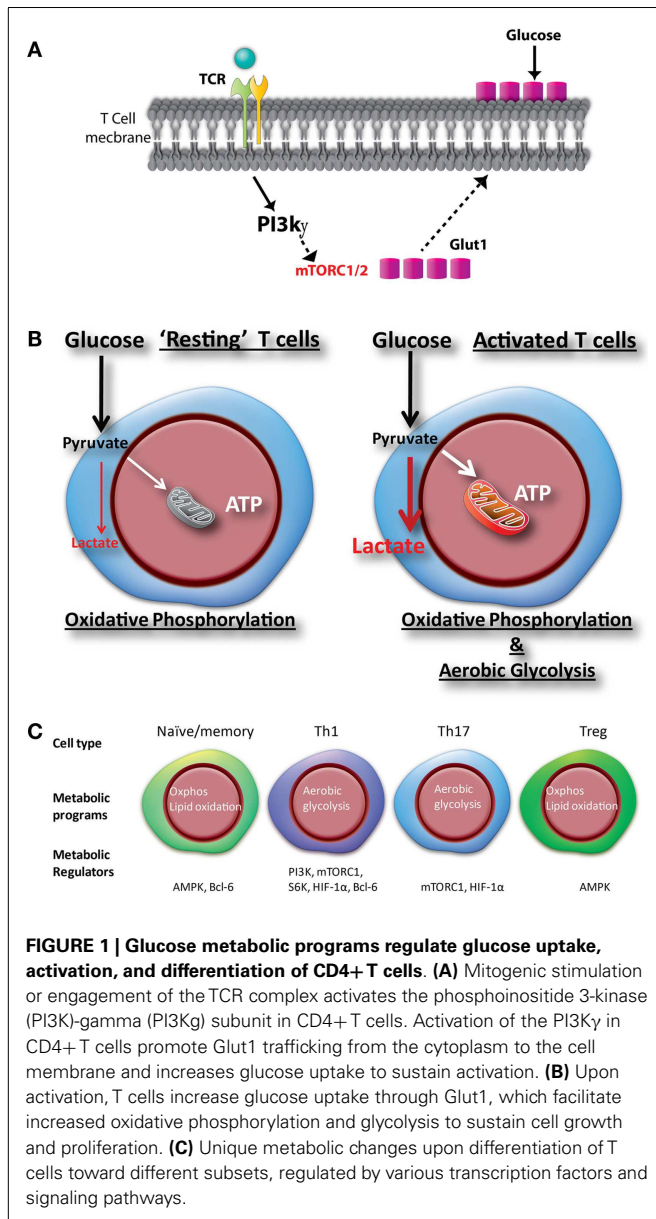 A
Glucose
TCR
T Cell
mecbrane
PI3kγ
Glut1
mTORC1/2
B
Glucose 'Resting' T cells
Glucose Activated T cells
Pyruvate
ATP
Lactate
Oxidative Phosphorylation
Pyruvate
ATP
Lactate
Oxidative Phosphorylation
&
Aerobic Glycolysis
C
Cell type
Naïve/memory
Th1
Th17
Treg
Metabolic
programs
Oxphos
Lipid oxidation
Aerobic
glycolysis
Aerobic
glycolysis
Oxphos
Lipid oxidation
Metabolic
Regulators
AMPK, Bcl-6
PI3K, mTORC1,
S6K, HIF-1α, Bcl-6
mTORC1, HIF-1α
AMPK
FIGURE 1 | Glucose metabolic programs regulate glucose uptake,
activation, and differentiation of CD4+ T cells. (A) Mitogenic stimulation
or engagement of the TCR complex activates the phosphoinositide 3-kinase
(PI3K)-gamma (PI3Kg) subunit in CD4+ T cells. Activation of the PI3Kγ in
CD4+ T cells promote Glut1 trafficking from the cytoplasm to the cell
membrane and increases glucose uptake to sustain activation. (B) Upon
activation, T cells increase glucose uptake through Glut1, which facilitate
increased oxidative phosphorylation and glycolysis to sustain cell growth
and proliferation. (C) Unique metabolic changes upon differentiation of T
cells toward different subsets, regulated by various transcription factors and
signaling pathways.